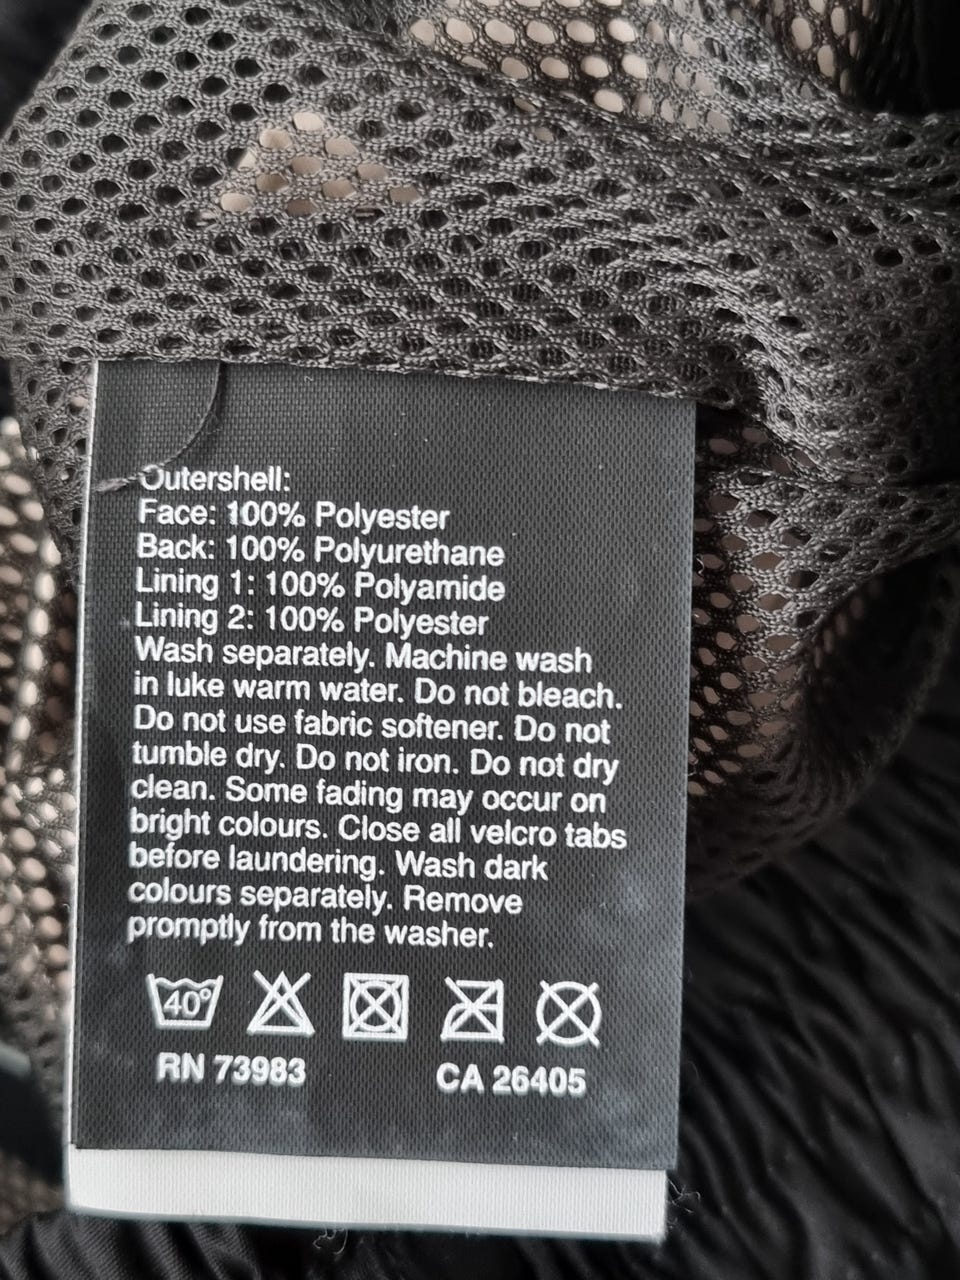 Outershell:
Face: 100% Polyester
Back: 100% Polyurethane
Lining 1: 100% Polyamide
Lining 2: 100% Polyester
Wash separately. Machine wash
in luke warm water. Do not bleach.
Do not use fabric softener. Do not
tumble dry. Do not iron. Do not dry
clean. Some fading may occur on
bright colours. Close all velcro tabs
before laundering. Wash dark
colours separately. Remove
promptly from the washer.
40°
RN 73983 CA 26405